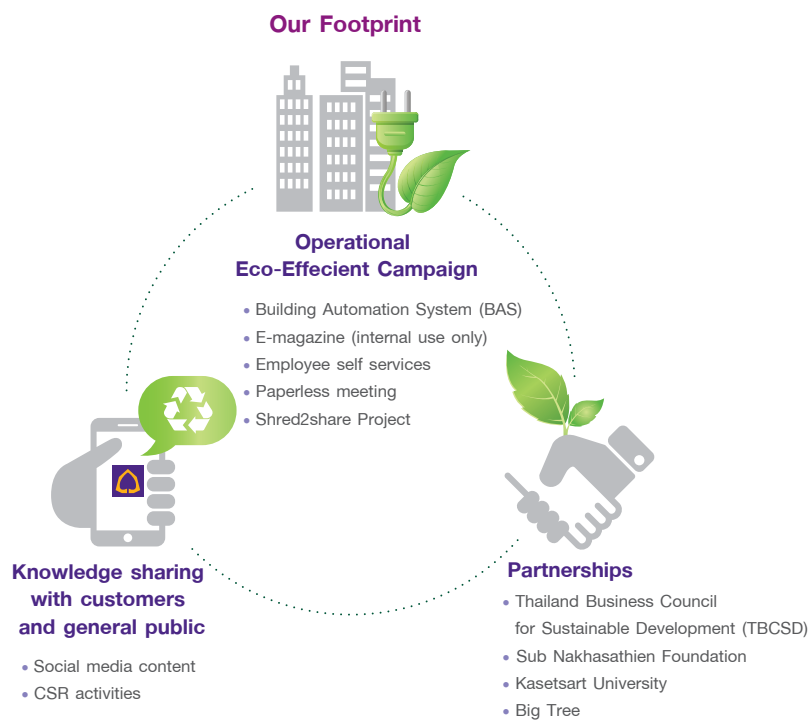 Our Footprint
Operational
Eco-Effecient Campaign
• Building Automation System (BAS)
• E-magazine (internal use only)
• Employee self services
• Paperless meeting
• Shred2share Project
Knowledge sharing
with customers
and general public
• Social media content
• CSR activities
Partnerships
• Thailand Business Council
for Sustainable Development (TBCSD)
• Sub Nakhasathien Foundation
• Kasetsart University
• Big Tree